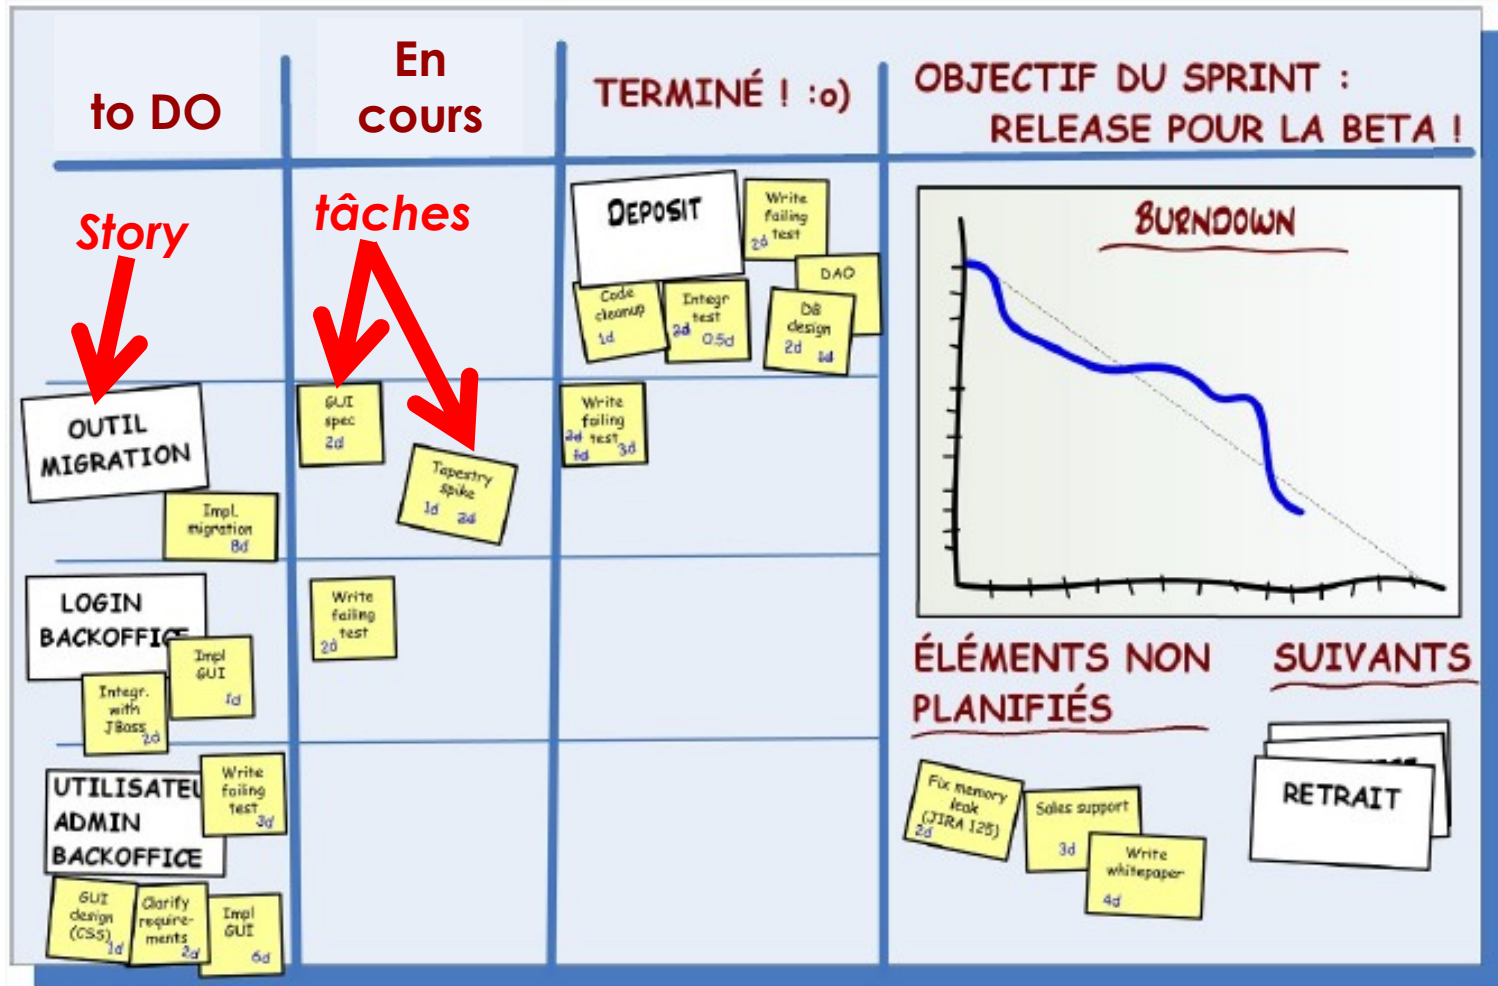 to DO
En
cours
TERMINÉ ! :o)
OBJECTIF DU SPRINT :
RELEASE POUR LA BETA !
Story
tâches
DEPOSIT
Write
failing
test
2d
DAO
Code
cleanup
1d
Integr
test
2d 0.5d
DB
design
2d
BURNDOWN
OUTIL
MIGRATION
Impl.
migration
8d
GUI
spec
2d
Tapestry
spike
1d 2d
Write
failing
2d test
3d
LOGIN
BACKOFFICE
Impl
GUI
1d
Integr.
with
JBoss
2d
Write
failing
test
2d
UTILISATEU
ADMIN
BACKOFFICE
Write
failing
test
3d
GUI
design
(CSS)
1d
Clarify
require-
ments
2d
Impl
GUI
6d
ÉLÉMENTS NON
PLANIFIÉS
SUIVANTS
Fix memory
leak
(JIRA 125)
2d
Sales support
3d
Write
whitepaper
4d
RETRAIT